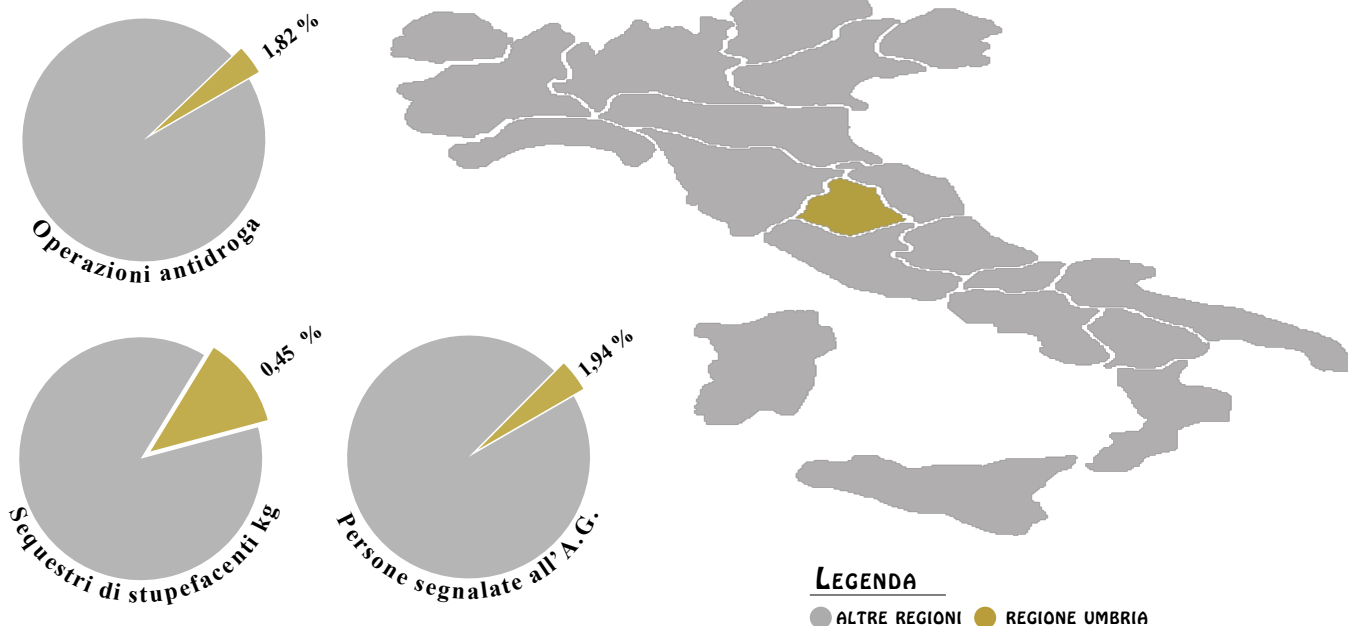 1,82 %
Operazioni antidroga
0,45 %
Sequestri di stupefacenti kg
1,94 %
Persone segnalate all'A.G.
LEGENDA
ALTRE REGIONI REGIONE UMBRIA